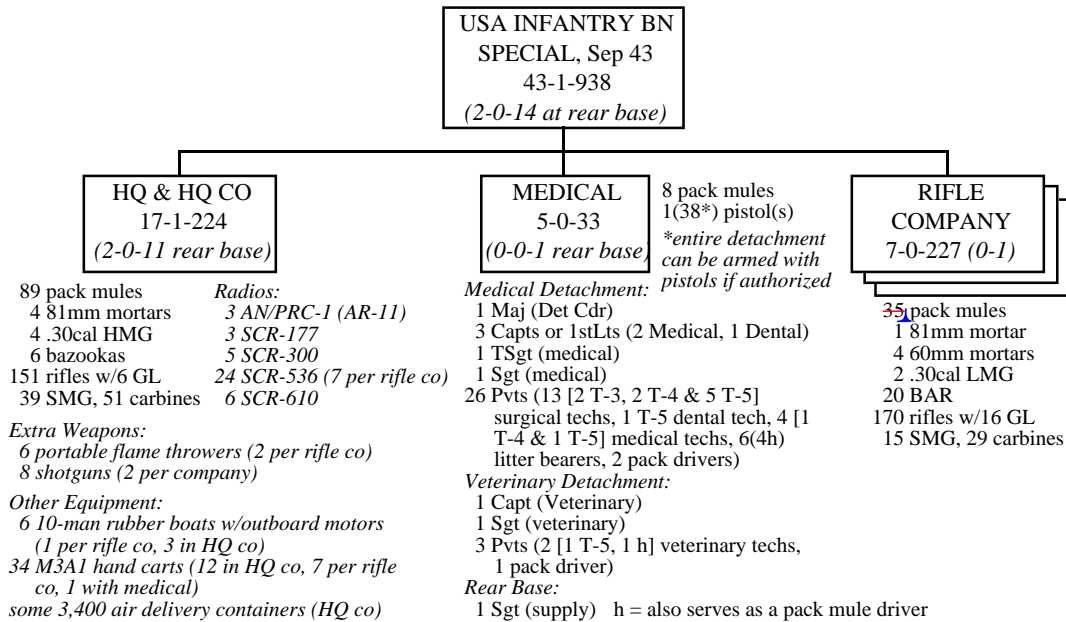 USA INFANTRY BN
SPECIAL, Sep 43
43-1-938
(2-0-14 at rear base)
HQ & HQ CO
17-1-224
(2-0-11 rear base)
89 pack mules
4 81mm mortars
4 .30cal HMG
6 bazookas
151 rifles w/6 GL
39 SMG, 51 carbines
Radios:
3 AN/PRC-1 (AR-11)
3 SCR-177
5 SCR-300
24 SCR-536 (7 per rifle co)
6 SCR-610
Extra Weapons:
6 portable flame throwers (2 per rifle co)
8 shotguns (2 per company)
Other Equipment:
6 10-man rubber boats w/outboard motors
(1 per rifle co, 3 in HQ co)
34 M3A1 hand carts (12 in HQ co, 7 per rifle
co, 1 with medical)
some 3,400 air delivery containers (HQ co)
MEDICAL
5-0-33
(0-0-1 rear base)
8 pack mules
1(38*) pistol(s)
*entire detachment
can be armed with
pistols if authorized
Medical Detachment:
1 Maj (Det Cdr)
3 Capts or 1stLts (2 Medical, 1 Dental)
1 TSgt (medical)
1 Sgt (medical)
26 Pvts (13 [2 T-3, 2 T-4 & 5 T-5]
surgical techs, 1 T-5 dental tech, 4 [1
T-4 & 1 T-5] medical techs, 6(4h)
litter bearers, 2 pack drivers)
Veterinary Detachment:
1 Capt (Veterinary)
1 Sgt (veterinary)
3 Pvts (2 [1 T-5, 1 h] veterinary techs,
1 pack driver)
Rear Base:
1 Sgt (supply) h = also serves as a pack mule driver
RIFLE
COMPANY
7-0-227 (0-1)
35 pack mules
1 81mm mortar
4 60mm mortars
2 .30cal LMG
20 BAR
170 rifles w/16 GL
15 SMG, 29 carbines